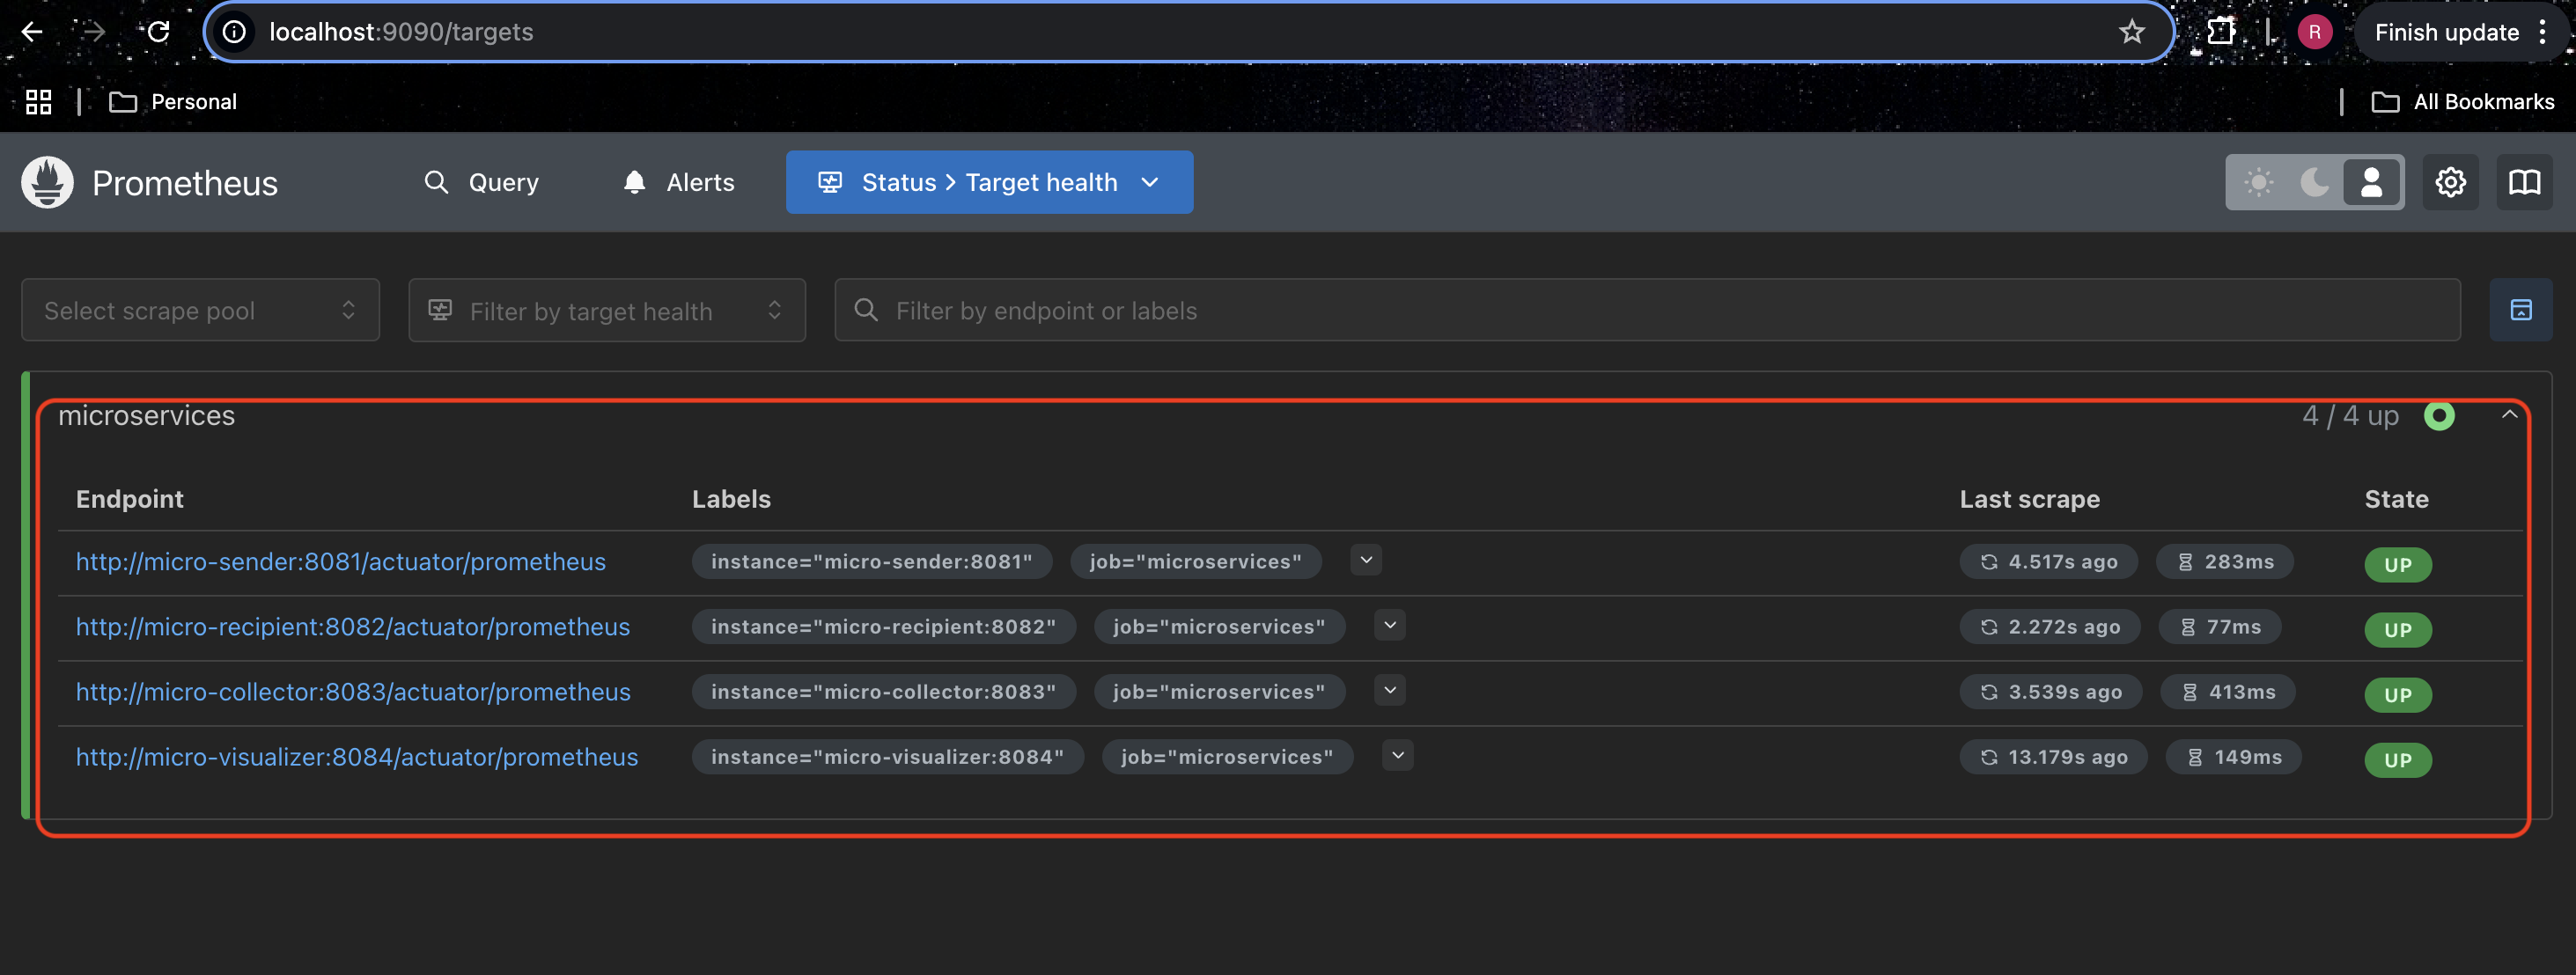 localhost:9090/targets
R
Finish update
Personal
All Bookmarks
Prometheus
Query
Alerts
Status > Target health
Select scrape pool
Filter by target health
Filter by endpoint or labels
microservices
4 / 4 up
Endpoint Labels Last scrape State
http://micro-sender:8081/actuator/prometheus instance="micro-sender:8081" job="microservices" 4.517s ago 283ms UP
http://micro-recipient:8082/actuator/prometheus instance="micro-recipient:8082" job="microservices" 2.272s ago 77ms UP
http://micro-collector:8083/actuator/prometheus instance="micro-collector:8083" job="microservices" 3.539s ago 413ms UP
http://micro-visualizer:8084/actuator/prometheus instance="micro-visualizer:8084" job="microservices" 13.179s ago 149ms UP